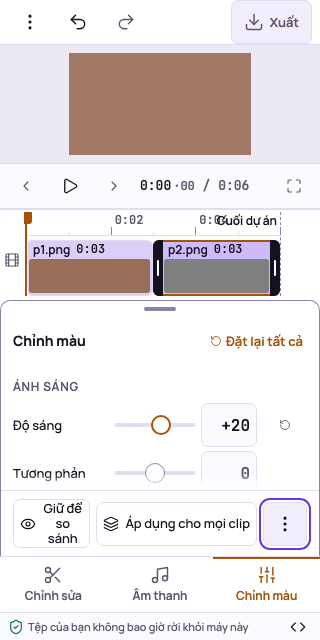 Xuất
0:00·00 / 0:06
0:02
Cuối dự án
p1.png 0:03
p2.png 0:03
Chỉnh màu
Đặt lại tất cả
ÁNH SÁNG
Độ sáng
+20
Tương phản
0
Giữ để
so
sánh
Áp dụng cho mọi clip
Chỉnh sửa
Âm thanh
Chỉnh màu
Tệp của bạn không bao giờ rời khỏi máy này